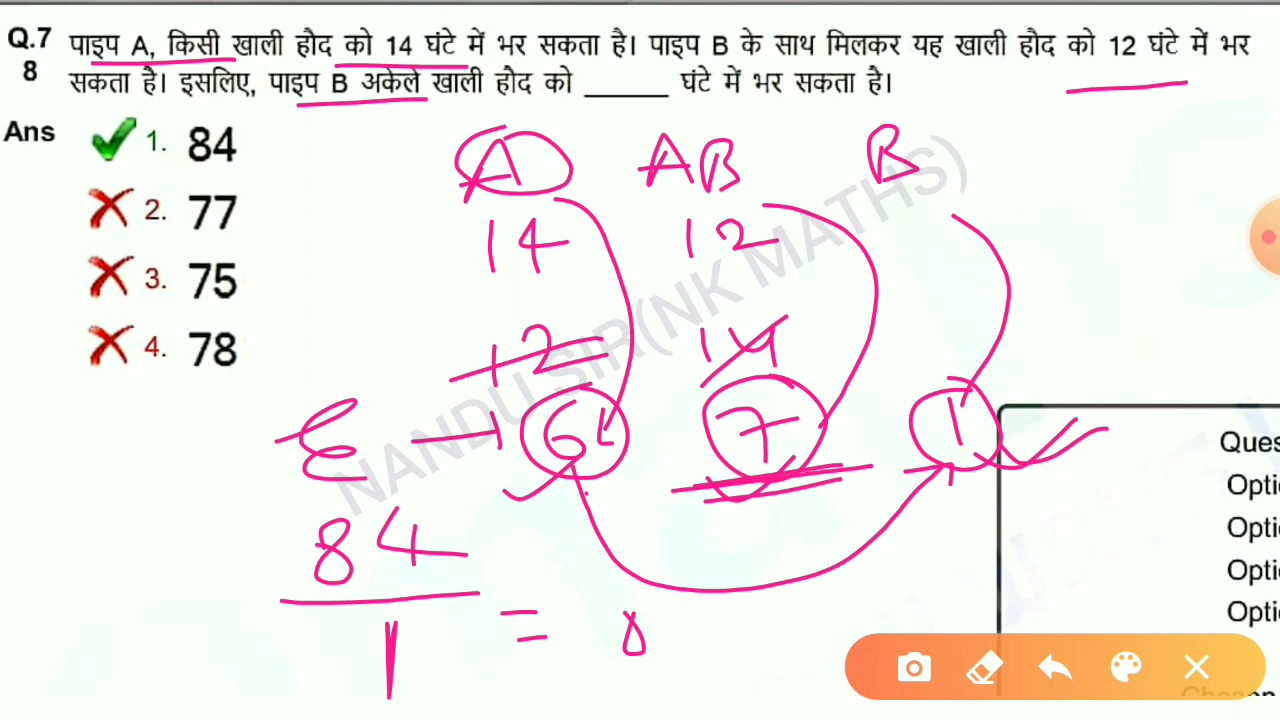 Q.7 पाइप A, किसी खाली हौद को 14 घंटे में भर सकता है। पाइप B के साथ मिलकर यह खाली हौद को 12 घंटे में भर
8 सकता है। इसलिए, पाइप B अकेले खाली हौद को ______ घंटे में भर सकता है।
Ans
1. 84
2. 77
3. 75
4. 78
A AB B
14 12
12 14
E 6 7 1
84
1 =
NANDU SIR(NK MATHS)
Ques
Opti
Opti
Opti
Opti